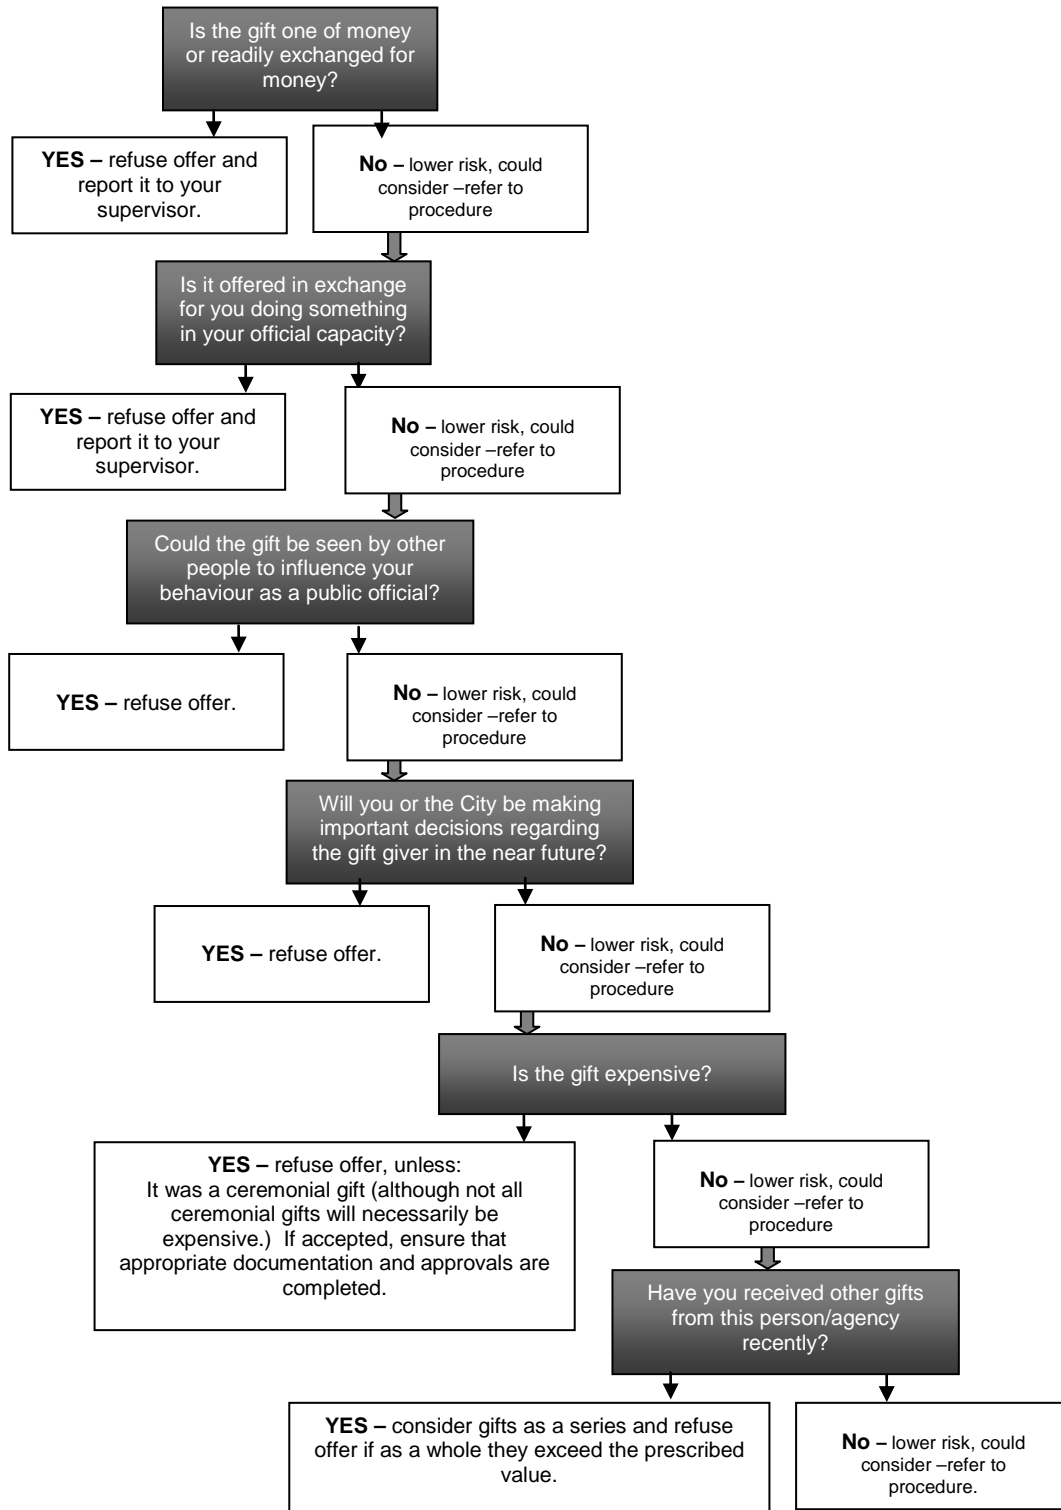 Is the gift one of money
or readily exchanged for
money?
YES – refuse offer and
report it to your
supervisor.
No – lower risk, could
consider –refer to
procedure
Is it offered in exchange
for you doing something
in your official capacity?
YES – refuse offer and
report it to your
supervisor.
No – lower risk, could
consider –refer to
procedure
Could the gift be seen by other
people to influence your
behaviour as a public official?
YES – refuse offer.
No – lower risk, could
consider –refer to
procedure
Will you or the City be making
important decisions regarding
the gift giver in the near future?
YES – refuse offer.
No – lower risk, could
consider –refer to
procedure
Is the gift expensive?
YES – refuse offer, unless:
It was a ceremonial gift (although not all
ceremonial gifts will necessarily be
expensive.)  If accepted, ensure that
appropriate documentation and approvals are
completed.
No – lower risk, could
consider –refer to
procedure
Have you received other gifts
from this person/agency
recently?
YES – consider gifts as a series and refuse
offer if as a whole they exceed the prescribed
value.
No – lower risk, could
consider –refer to
procedure.